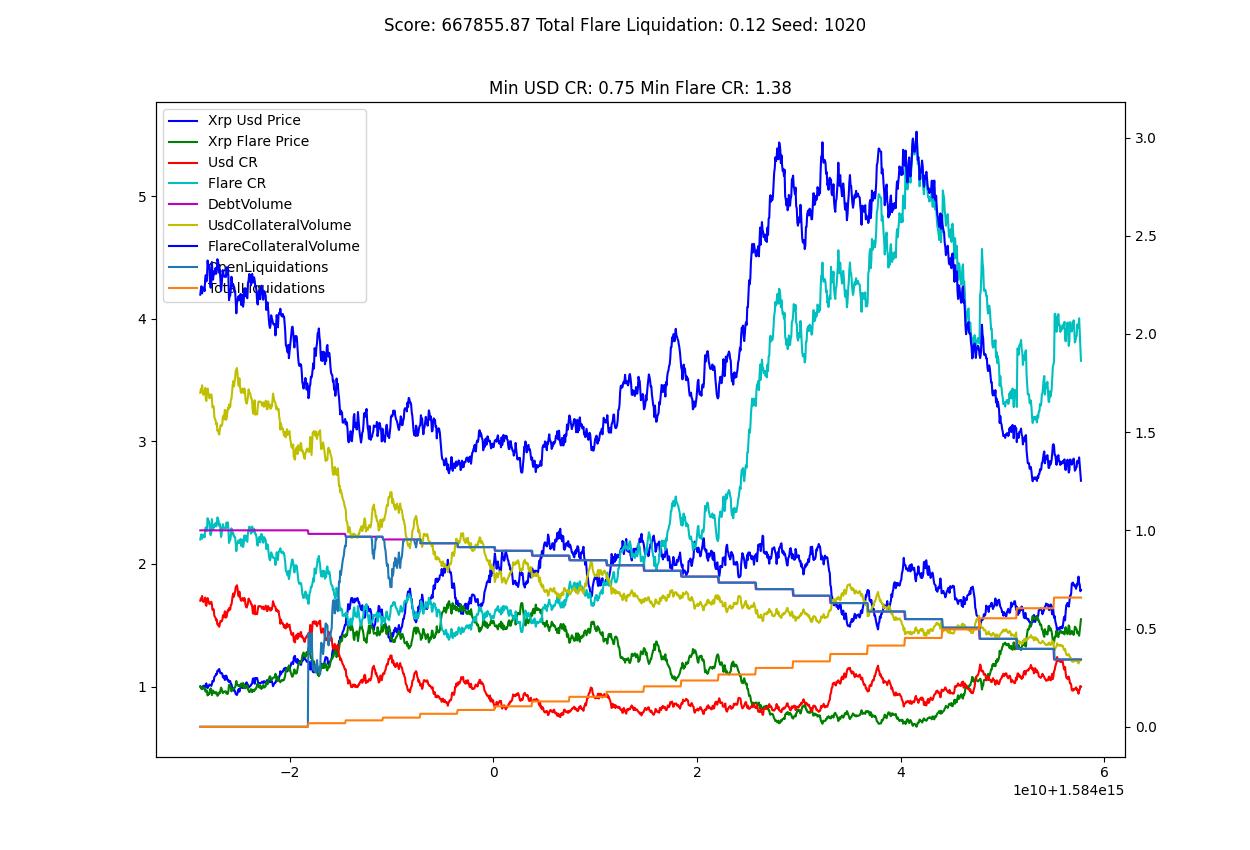 Score: 667855.87 Total Flare Liquidation: 0.12 Seed: 1020
Min USD CR: 0.75 Min Flare CR: 1.38
Xrp Usd Price
Xrp Flare Price
Usd CR
Flare CR
DebtVolume
UsdCollateralVolume
FlareCollateralVolume
OpenLiquidations
TotalLiquidations
5
4
3
2
1
3.0
2.5
2.0
1.5
1.0
0.5
0.0
−2 0 2 4 6
1e10+1.584e15